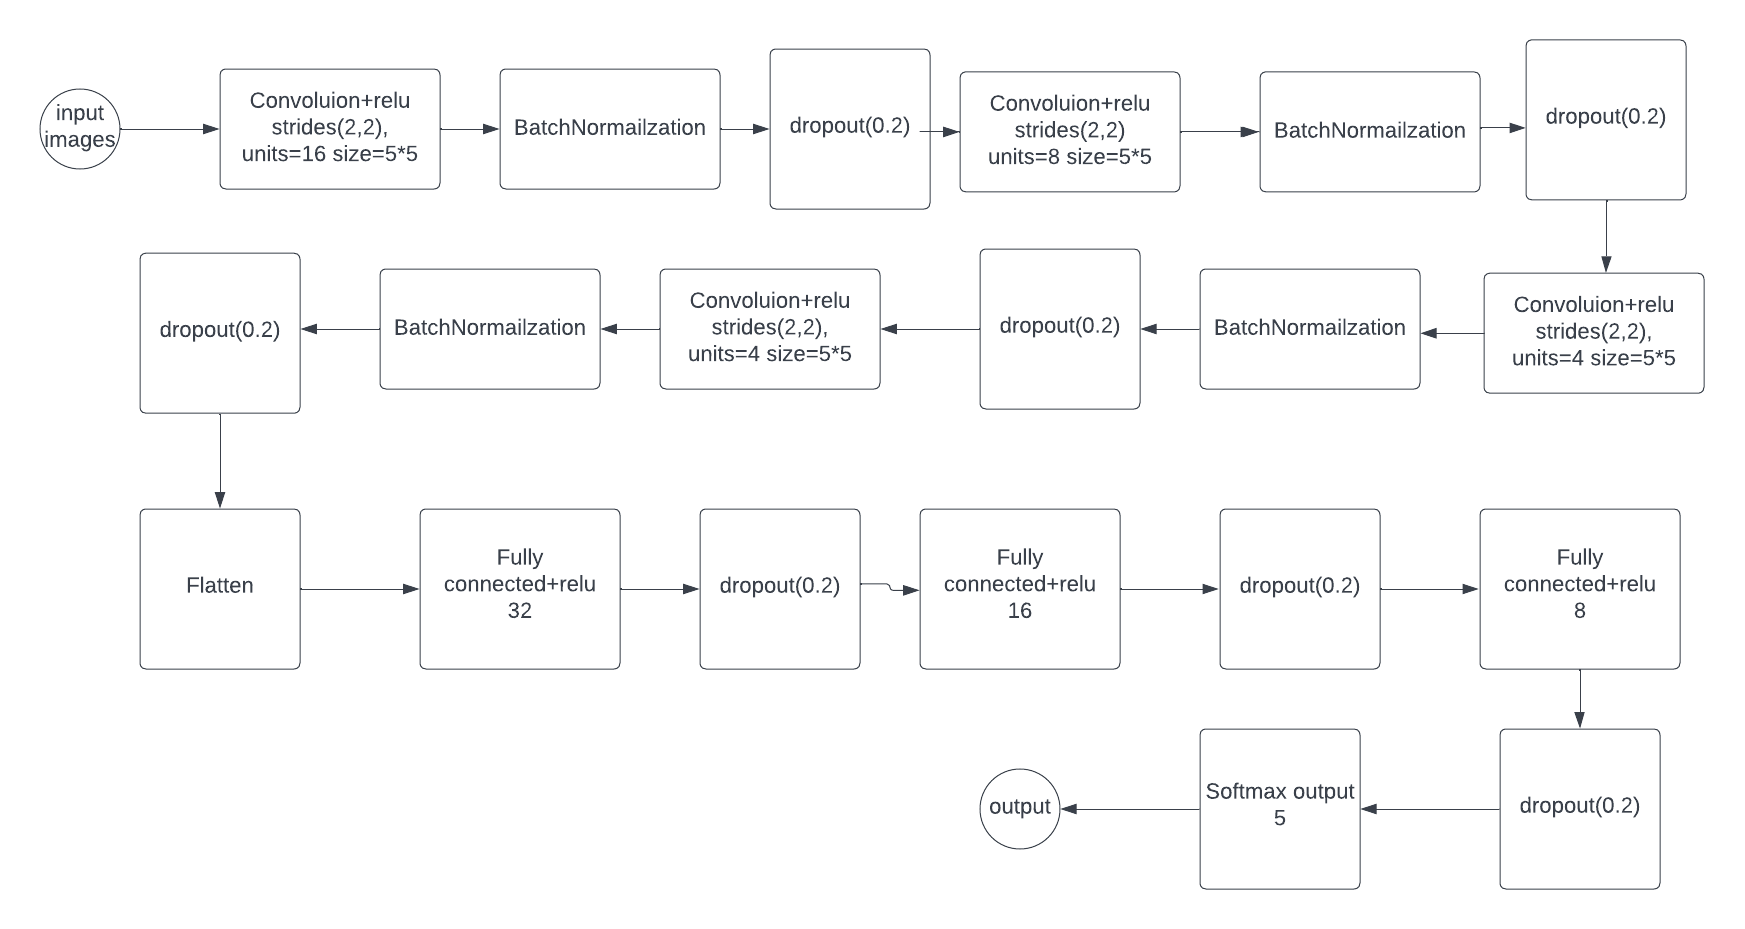 input
images
Convoluion+relu
strides(2,2),
units=16 size=5*5
BatchNormailzation
dropout(0.2)
Convoluion+relu
strides(2,2)
units=8 size=5*5
BatchNormailzation
dropout(0.2)
Convoluion+relu
strides(2,2),
units=4 size=5*5
BatchNormailzation
dropout(0.2)
Convoluion+relu
strides(2,2),
units=4 size=5*5
BatchNormailzation
dropout(0.2)
Flatten
Fully
connected+relu
32
dropout(0.2)
Fully
connected+relu
16
dropout(0.2)
Fully
connected+relu
8
dropout(0.2)
Softmax output
5
output